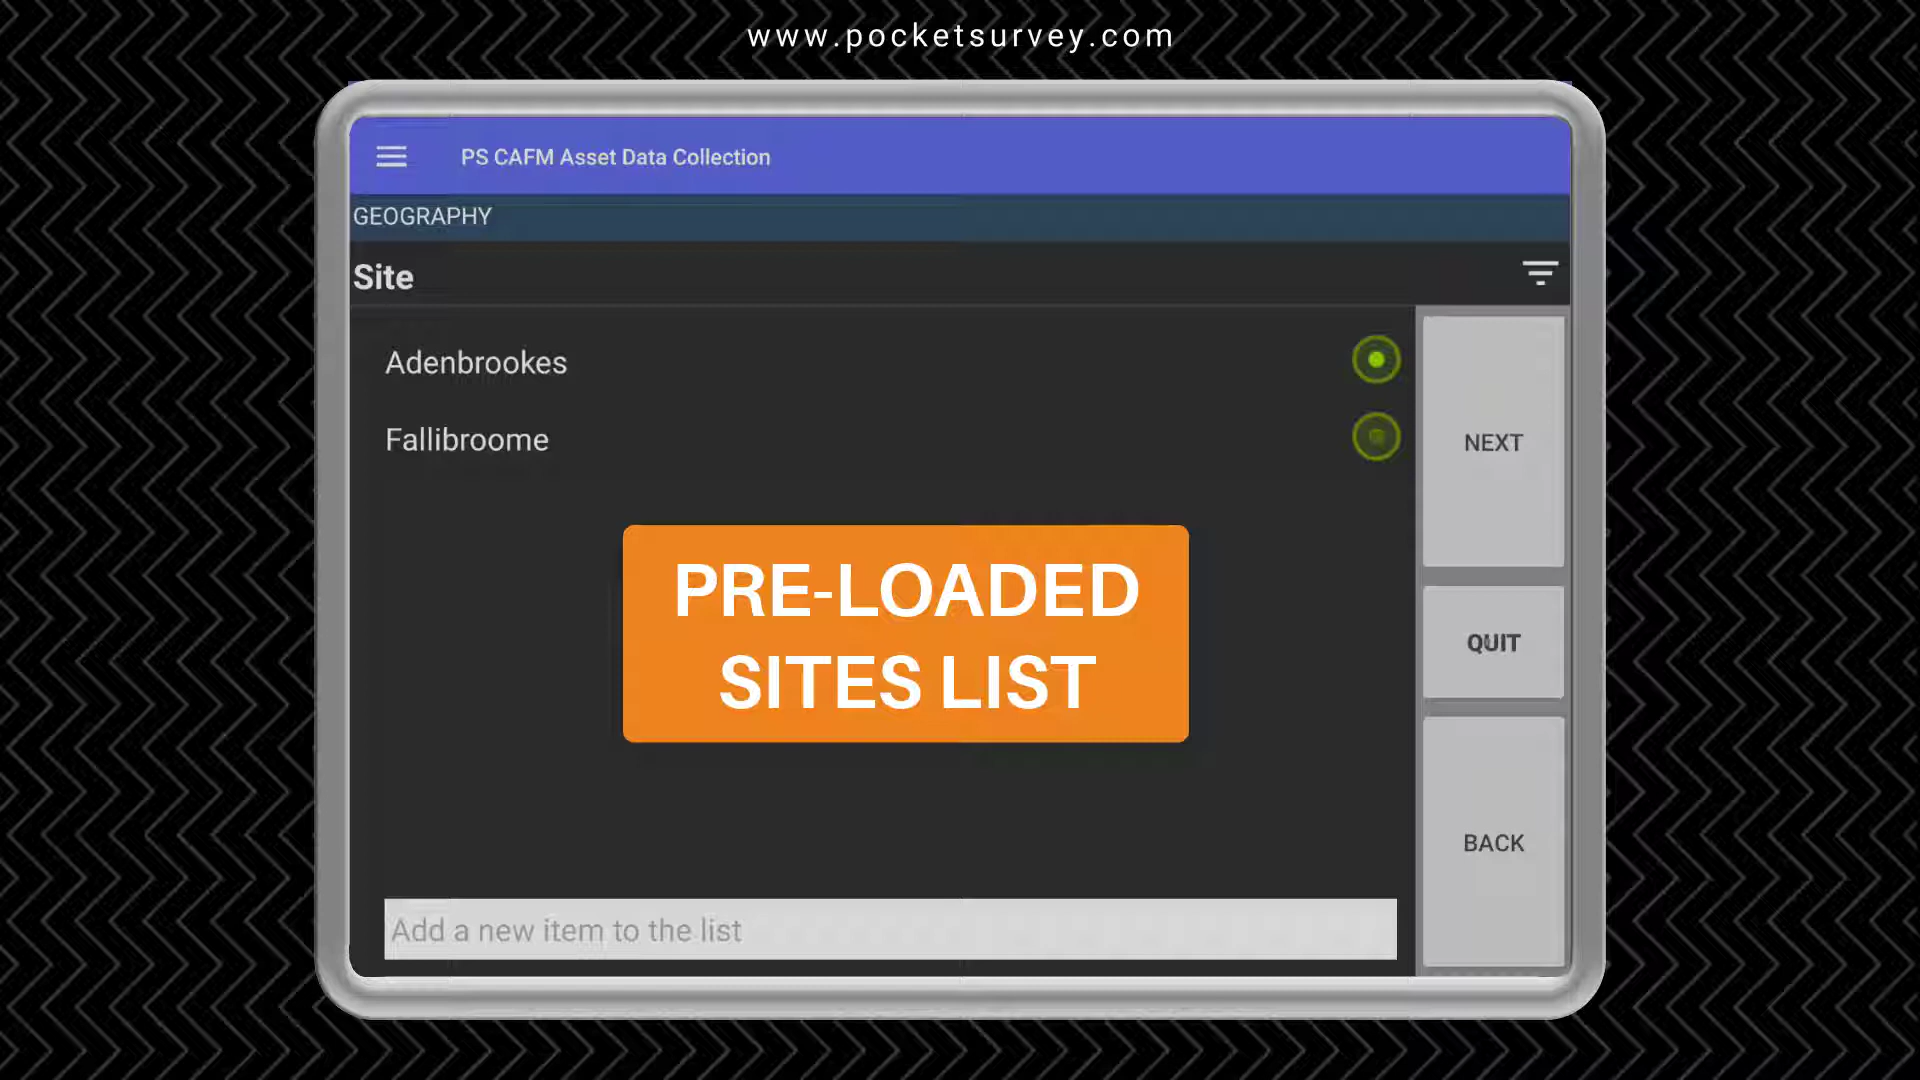 www.pocketsurvey.com
PS CAFM Asset Data Collection
GEOGRAPHY
Site
Adenbrookes
Fallibroome
NEXT
PRE-LOADED
SITES LIST
QUIT
BACK
Add a new item to the list